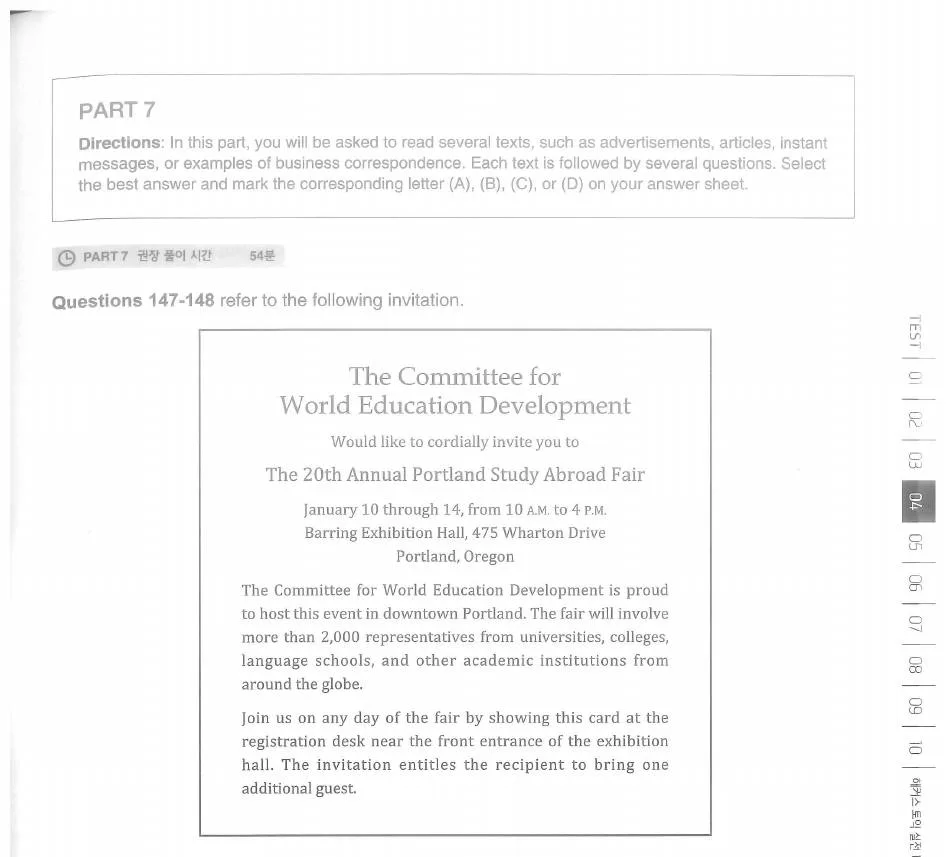 PART 7
Directions: In this part, you will be asked to read several texts, such as advertisements, articles, instant
messages, or examples of business correspondence. Each text is followed by several questions. Select
the best answer and mark the corresponding letter (A), (B), (C), or (D) on your answer sheet.
PART 7 권장 풀이 시간 54분
Questions 147-148 refer to the following invitation.
The Committee for
World Education Development
Would like to cordially invite you to
The 20th Annual Portland Study Abroad Fair
January 10 through 14, from 10 A.M. to 4 P.M.
Barring Exhibition Hall, 475 Wharton Drive
Portland, Oregon
The Committee for World Education Development is proud
to host this event in downtown Portland. The fair will involve
more than 2,000 representatives from universities, colleges,
language schools, and other academic institutions from
around the globe.
Join us on any day of the fair by showing this card at the
registration desk near the front entrance of the exhibition
hall. The invitation entitles the recipient to bring one
additional guest.
TEST
01
02
03
04
05
06
07
08
09
10
해커스 토익 실전